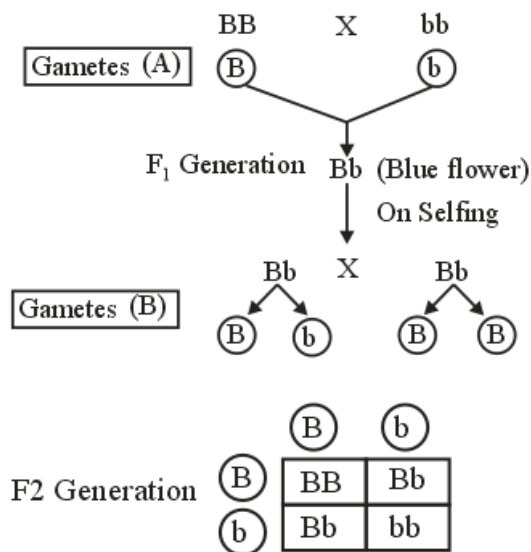 BB X bb
Gametes (A) B b
F₁ Generation Bb (Blue flower)
On Selfing
Bb X Bb
Gametes (B) B b B B
B b
F2 Generation B BB Bb
b Bb bb